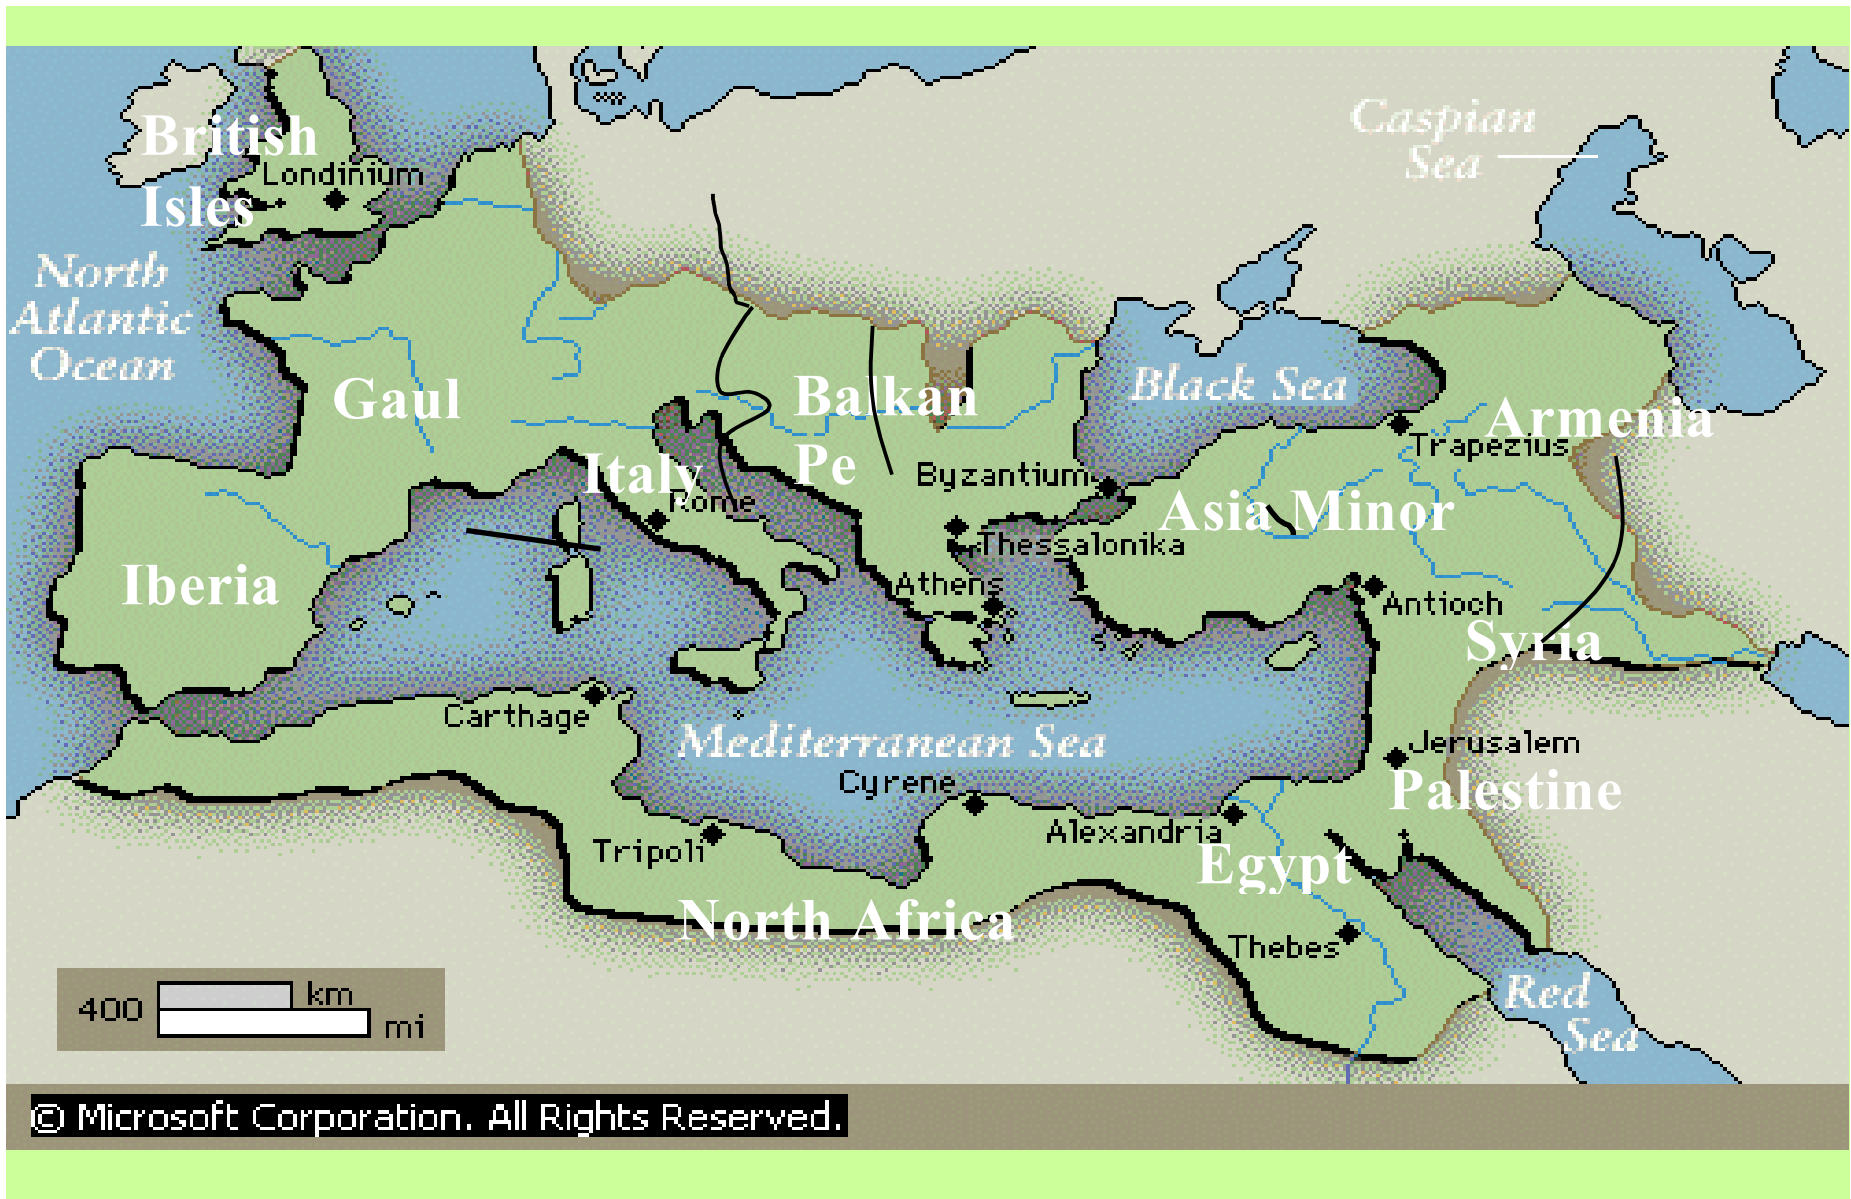 British
Isles
Londinium
Caspian
Sea
North
Atlantic
Ocean
Gaul
Balkan
Pe
Black Sea
Armenia
Trapezius
Italy
Rome
Byzantium
Asia Minor
Thessalonika
Iberia
Athens
Antioch
Syria
Carthage
Mediterranean Sea
Jerusalem
Cyrene
Palestine
Alexandria
Tripoli
Egypt
North Africa
Thebes
Red
Sea
400 km
mi
© Microsoft Corporation. All Rights Reserved.